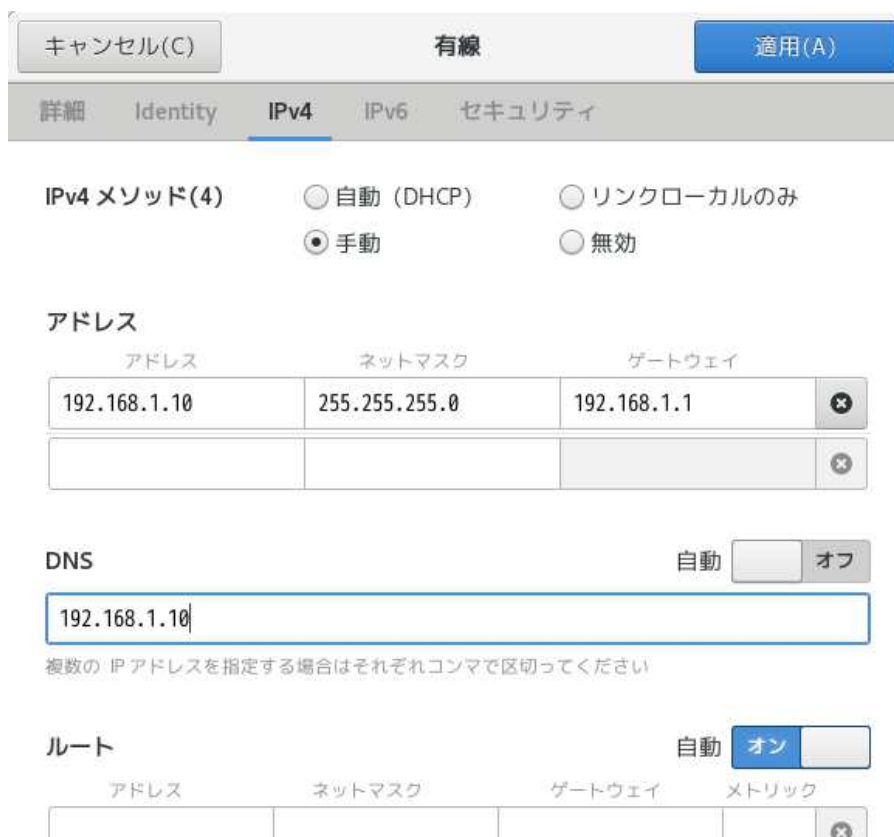 キャンセル(C) 有線 適用(A)
詳細 Identity IPv4 IPv6 セキュリティ
IPv4 メソッド(4) 自動 (DHCP) リンクローカルのみ
手動 無効
アドレス
アドレス ネットマスク ゲートウェイ
192.168.1.10 255.255.255.0 192.168.1.1
DNS 自動 オフ
192.168.1.10
複数の IP アドレスを指定する場合はそれぞれコンマで区切ってください
ルート 自動 オン
アドレス ネットマスク ゲートウェイ メトリック